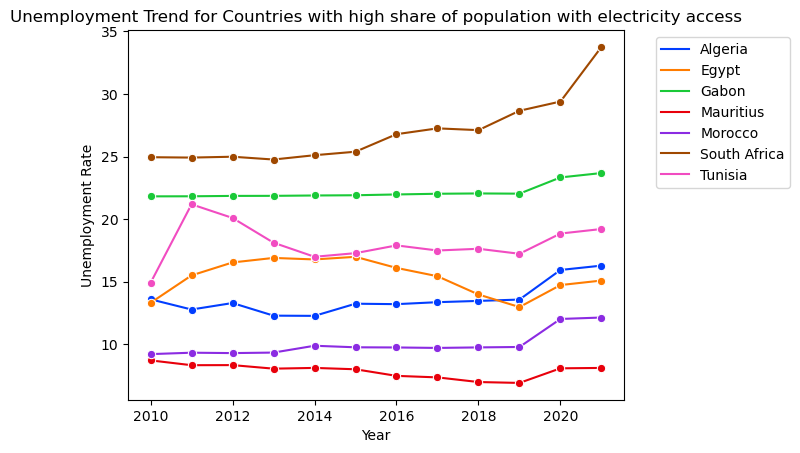 Unemployment Trend for Countries with high share of population with electricity access
35
30
25
20
15
10
Unemployment Rate
2010 2012 2014 2016 2018 2020
Year
Algeria
Egypt
Gabon
Mauritius
Morocco
South Africa
Tunisia